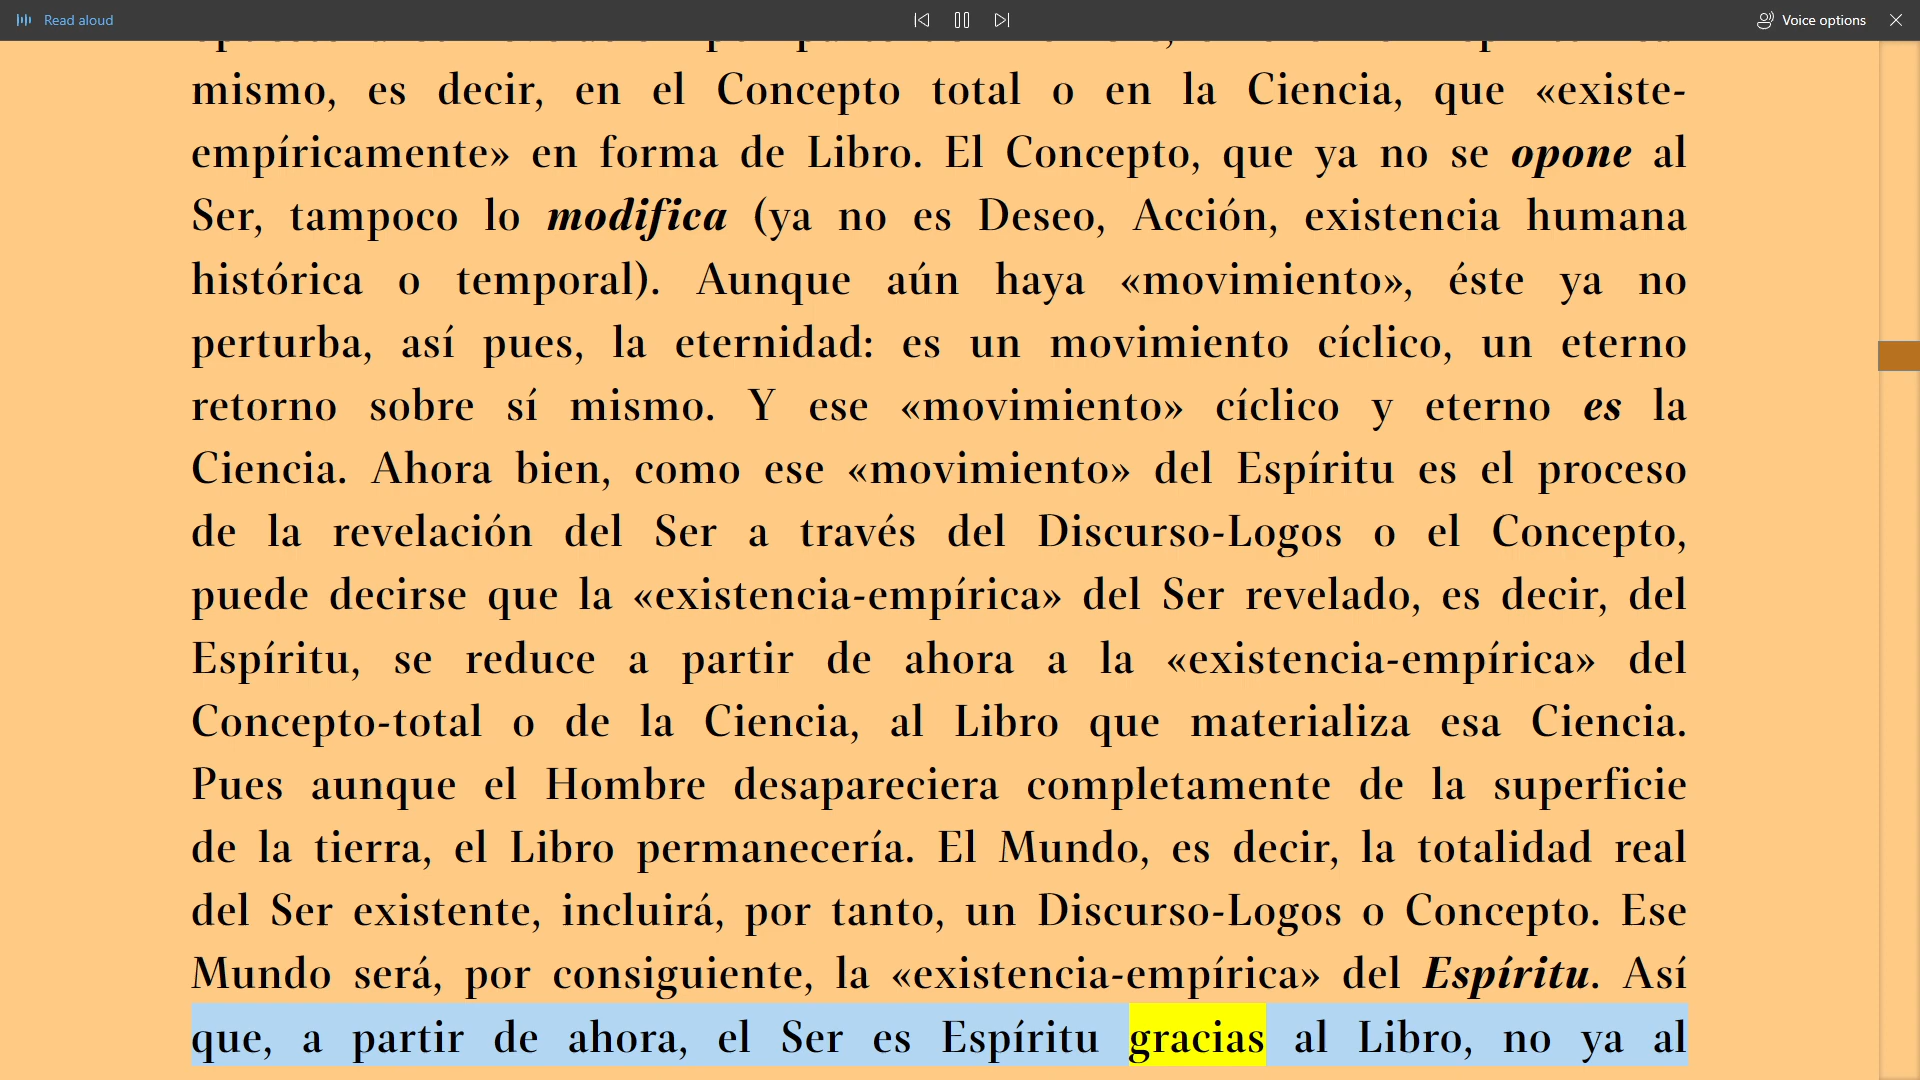 Read aloud
Voice options
mismo, es decir, en el Concepto total o en la Ciencia, que «existe-
empíricamente» en forma de Libro. El Concepto, que ya no se opone al
Ser, tampoco lo modifica (ya no es Deseo, Acción, existencia humana
histórica o temporal). Aunque aún haya «movimiento», éste ya no
perturba, así pues, la eternidad: es un movimiento cíclico, un eterno
retorno sobre sí mismo. Y ese «movimiento» cíclico y eterno es la
Ciencia. Ahora bien, como ese «movimiento» del Espíritu es el proceso
de la revelación del Ser a través del Discurso-Logos o el Concepto,
puede decirse que la «existencia-empírica» del Ser revelado, es decir, del
Espíritu, se reduce a partir de ahora a la «existencia-empírica» del
Concepto-total o de la Ciencia, al Libro que materializa esa Ciencia.
Pues aunque el Hombre desapareciera completamente de la superficie
de la tierra, el Libro permanecería. El Mundo, es decir, la totalidad real
del Ser existente, incluirá, por tanto, un Discurso-Logos o Concepto. Ese
Mundo será, por consiguiente, la «existencia-empírica» del Espíritu. Así
que, a partir de ahora, el Ser es Espíritu gracias al Libro, no ya al